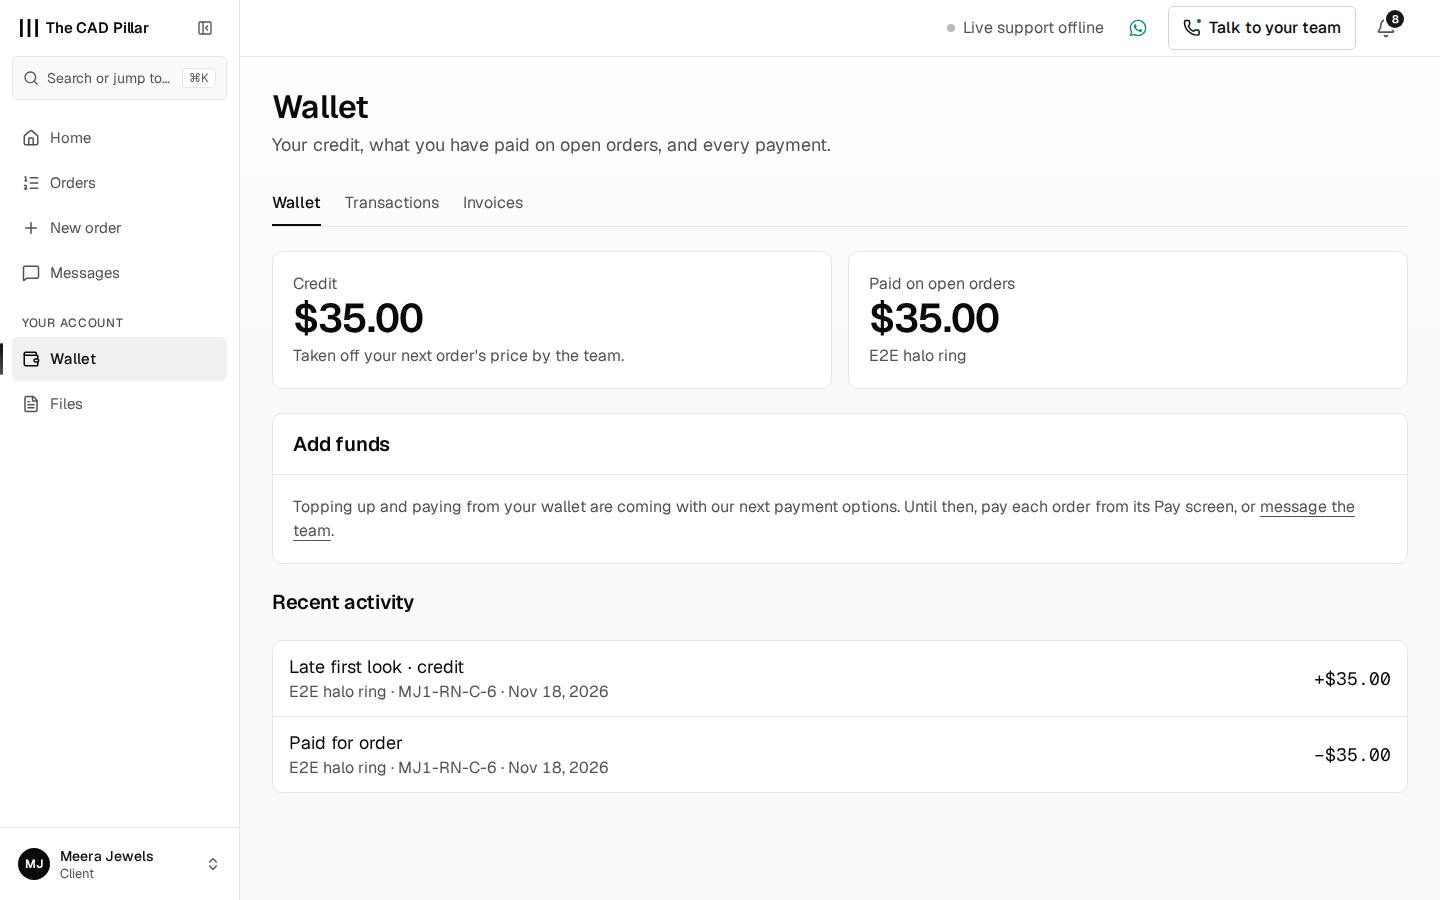 The CAD Pillar
Live support offline
Talk to your team
8
Search or jump to... ⌘K
Home
Orders
New order
Messages
YOUR ACCOUNT
Wallet
Files
Wallet
Your credit, what you have paid on open orders, and every payment.
Wallet Transactions Invoices
Credit
$35.00
Taken off your next order's price by the team.
Paid on open orders
$35.00
E2E halo ring
Add funds
Topping up and paying from your wallet are coming with our next payment options. Until then, pay each order from its Pay screen, or message the
team.
Recent activity
Late first look · credit
E2E halo ring · MJ1-RN-C-6 · Nov 18, 2026
+$35.00
Paid for order
E2E halo ring · MJ1-RN-C-6 · Nov 18, 2026
−$35.00
MJ
Meera Jewels
Client